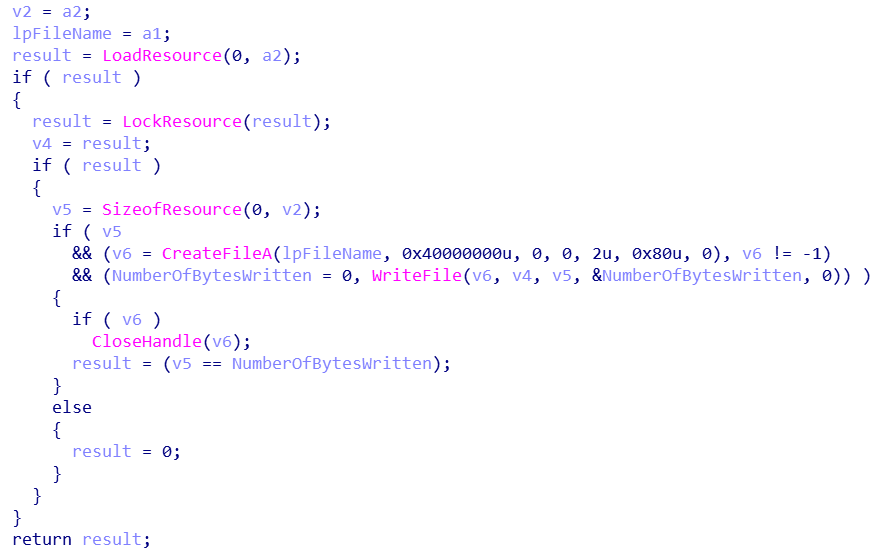 v2 = a2;
lpFileName = a1;
result = LoadResource(0, a2);
if ( result )
{
  result = LockResource(result);
  v4 = result;
  if ( result )
  {
    v5 = SizeofResource(0, v2);
    if ( v5
      && (v6 = CreateFileA(lpFileName, 0x40000000u, 0, 0, 2u, 0x80u, 0), v6 != -1)
      && (NumberOfBytesWritten = 0, WriteFile(v6, v4, v5, &NumberOfBytesWritten, 0)) )
    {
      if ( v6 )
        CloseHandle(v6);
      result = (v5 == NumberOfBytesWritten);
    }
    else
    {
      result = 0;
    }
  }
}
return result;